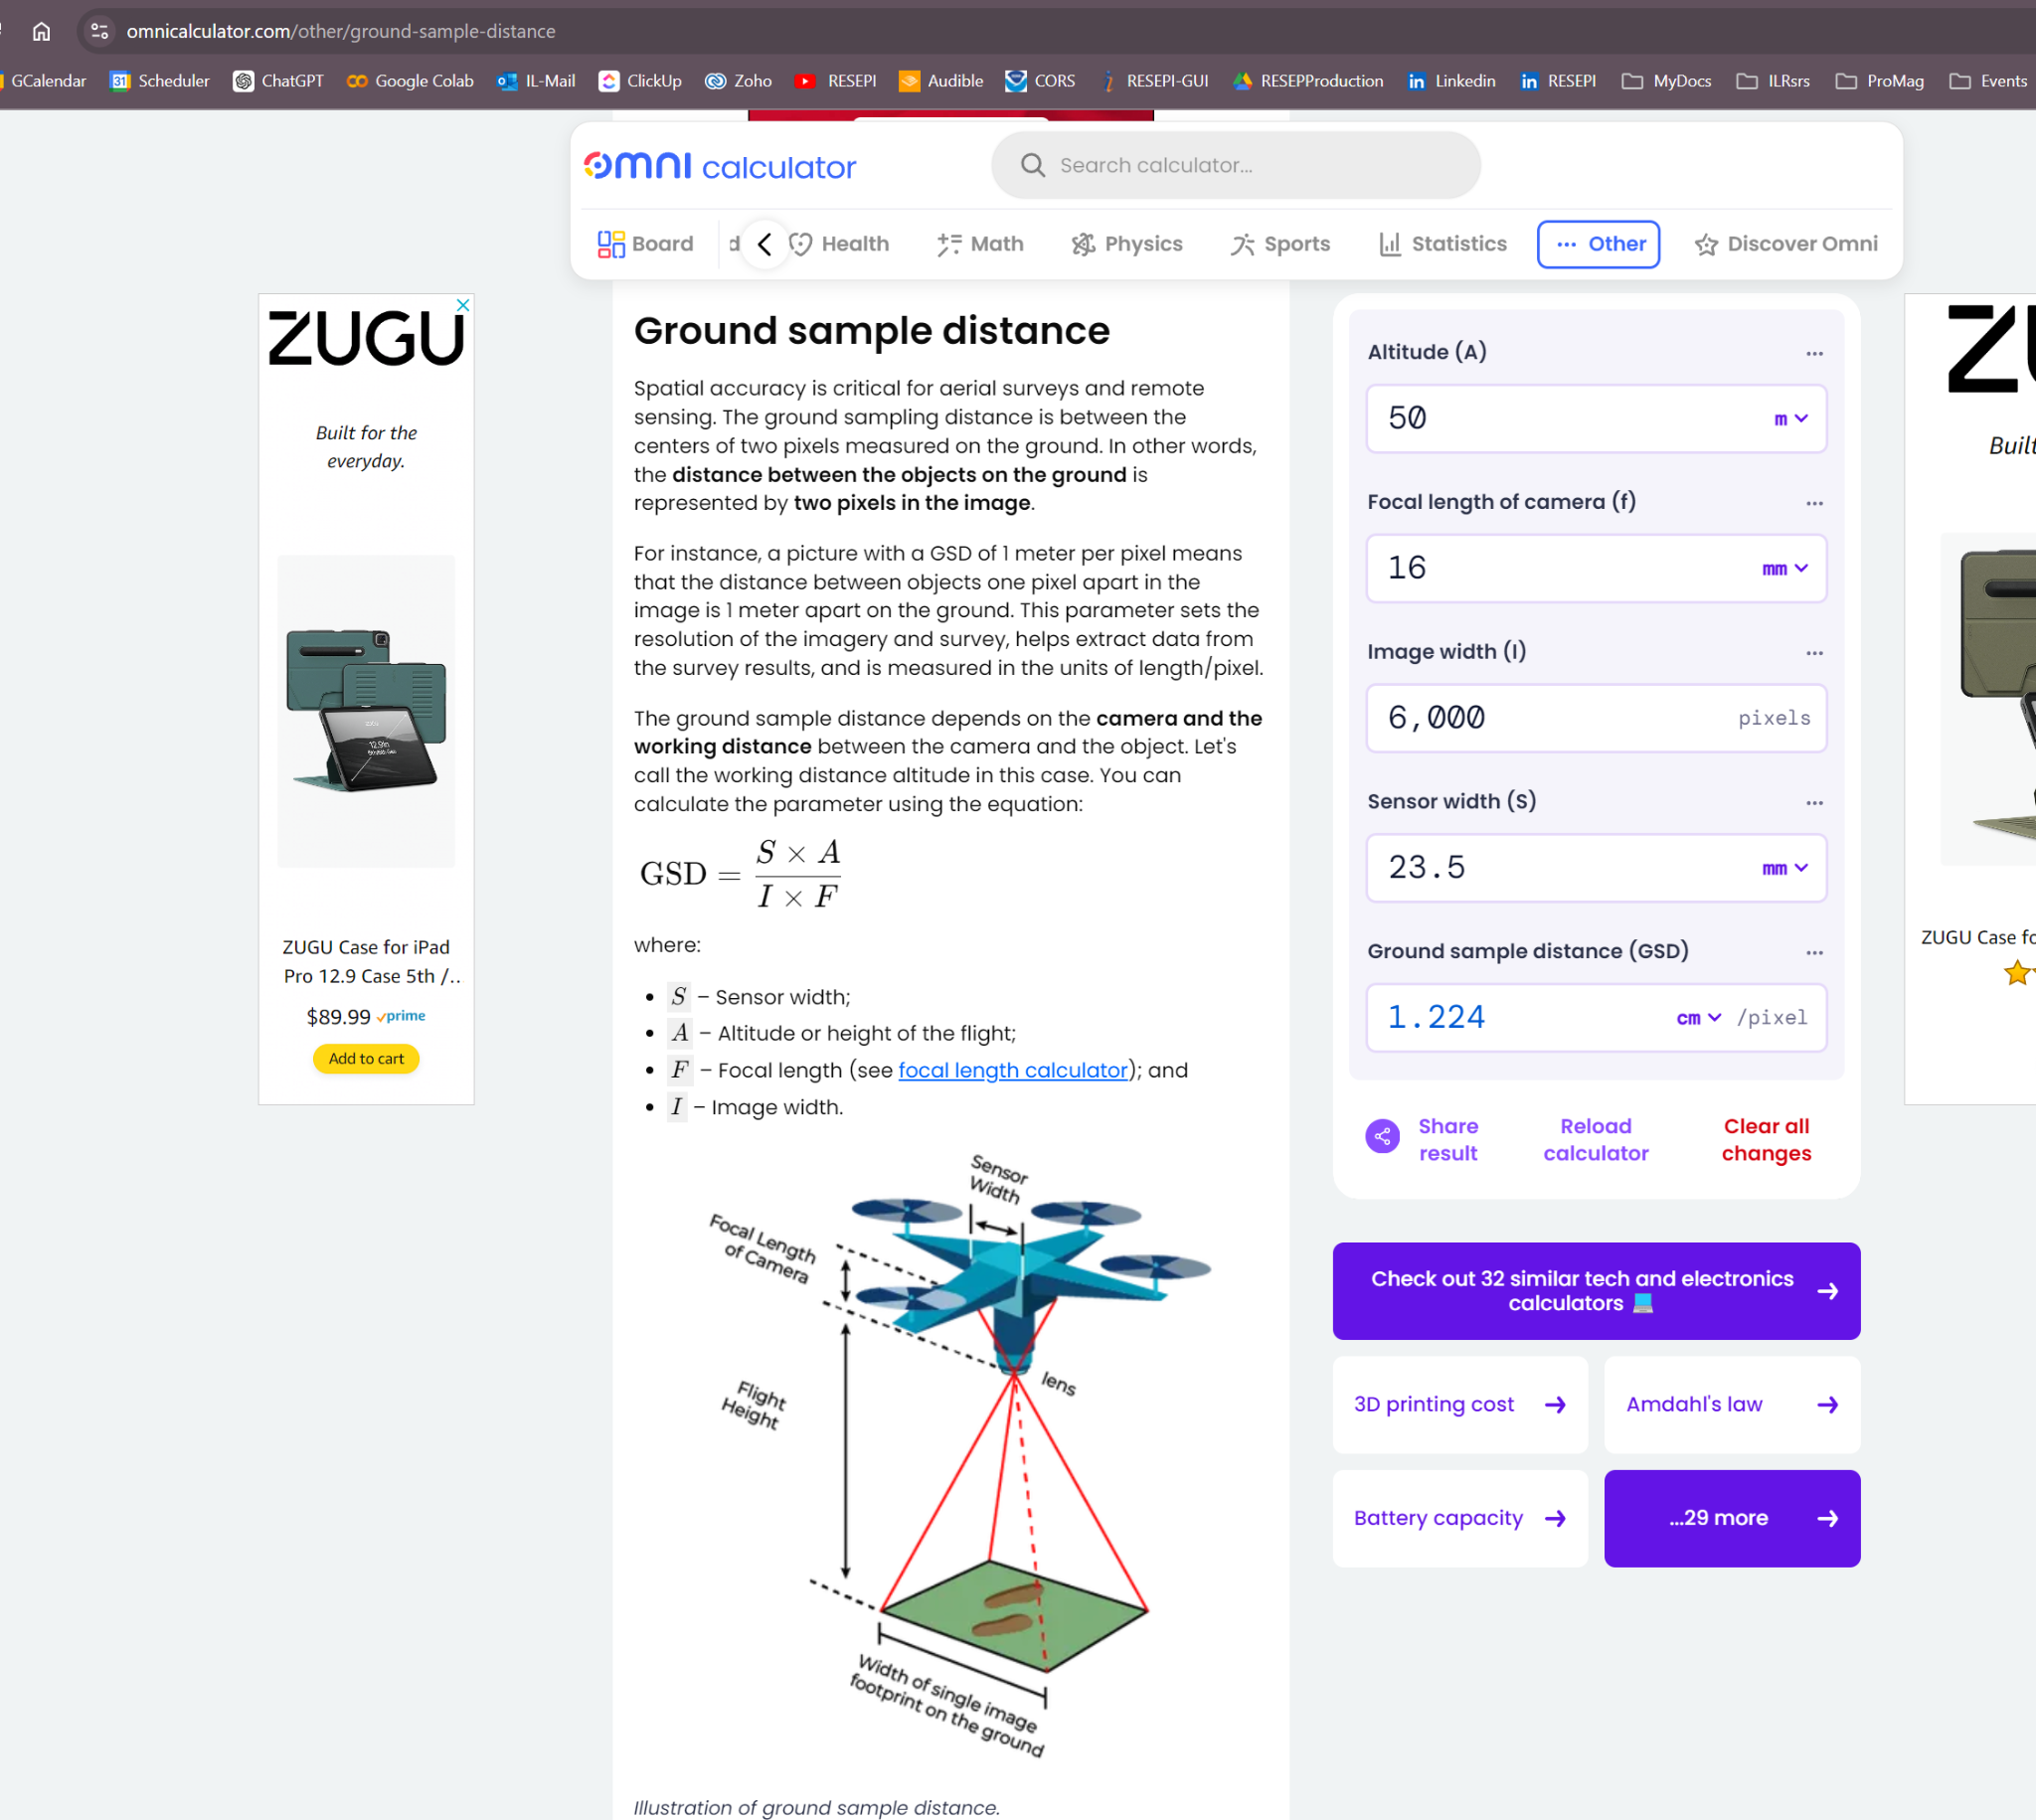 omnicalculator.com/other/ground-sample-distance
GCalendar
Scheduler
ChatGPT
Google Colab
IL-Mail
ClickUp
Zoho
RESEPI
Audible
CORS
RESEPI-GUI
RESEPProduction
Linkedin
RESEPI
MyDocs
ILRsrs
ProMag
Events
omni calculator
Search calculator...
Board
d
Health
Math
Physics
Sports
Statistics
Other
Discover Omni
ZUGU
Built for the
everyday.
ZUGU Case for iPad
Pro 12.9 Case 5th /..
$89.99 prime
Add to cart
Ground sample distance
Spatial accuracy is critical for aerial surveys and remote
sensing. The ground sampling distance is between the
centers of two pixels measured on the ground. In other words,
the distance between the objects on the ground is
represented by two pixels in the image.
For instance, a picture with a GSD of 1 meter per pixel means
that the distance between objects one pixel apart in the
image is 1 meter apart on the ground. This parameter sets the
resolution of the imagery and survey, helps extract data from
the survey results, and is measured in the units of length/pixel.
The ground sample distance depends on the camera and the
working distance between the camera and the object. Let's
call the working distance altitude in this case. You can
calculate the parameter using the equation:
GSD = S × A / I × F
where:
• S – Sensor width;
• A – Altitude or height of the flight;
• F – Focal length (see focal length calculator); and
• I – Image width.
Sensor
Width
Focal Length
of Camera
lens
Flight
Height
Width of single image
footprint on the ground
Illustration of ground sample distance.
Altitude (A)
...
50
m
Focal length of camera (f)
...
16
mm
Image width (I)
...
6,000
pixels
Sensor width (S)
...
23.5
mm
Ground sample distance (GSD)
...
1.224
cm /pixel
Share
result
Reload
calculator
Clear all
changes
Check out 32 similar tech and electronics
calculators
3D printing cost
Amdahl's law
Battery capacity
...29 more
Built
ZUGU Case fo